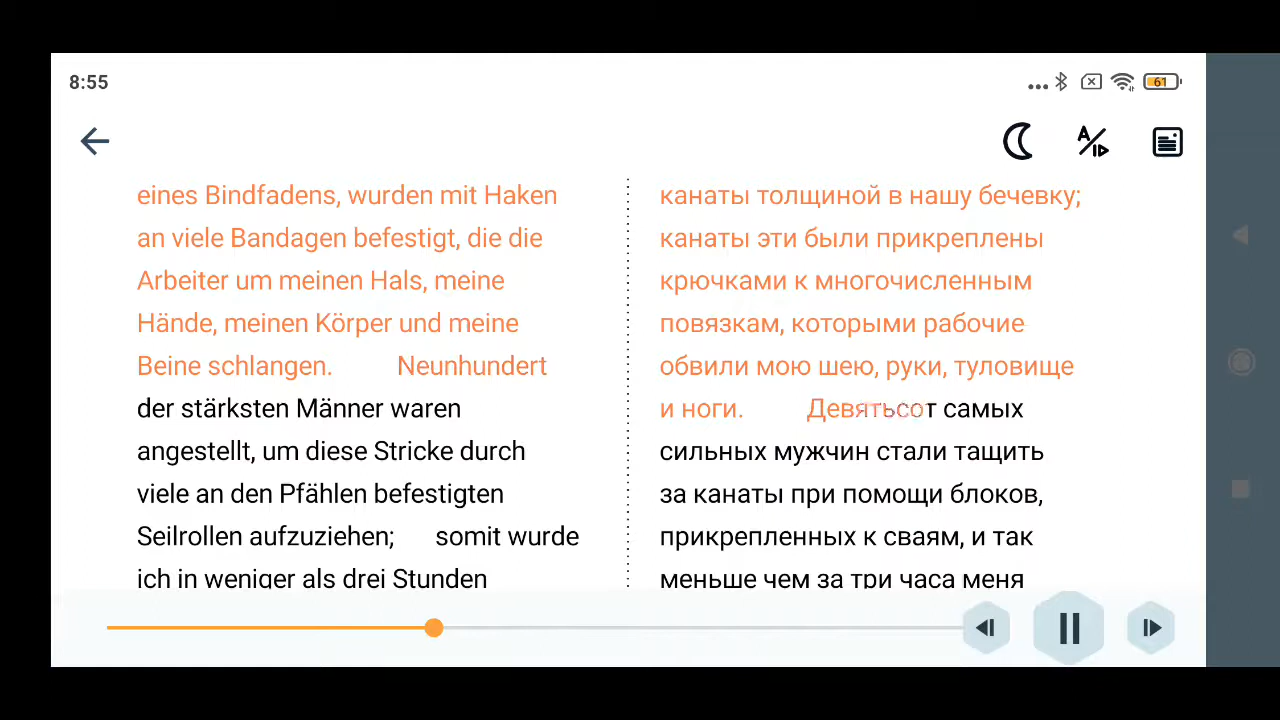 8:55
61
eines Bindfadens, wurden mit Haken
an viele Bandagen befestigt, die die
Arbeiter um meinen Hals, meine
Hände, meinen Körper und meine
Beine schlangen. Neunhundert
der stärksten Männer waren
angestellt, um diese Stricke durch
viele an den Pfählen befestigten
Seilrollen aufzuziehen; somit wurde
ich in weniger als drei Stunden
канаты толщиной в нашу бечевку;
канаты эти были прикреплены
крючками к многочисленным
повязкам, которыми рабочие
обвили мою шею, руки, туловище
и ноги. Девятьсот самых
сильных мужчин стали тащить
за канаты при помощи блоков,
прикрепленных к сваям, и так
меньше чем за три часа меня